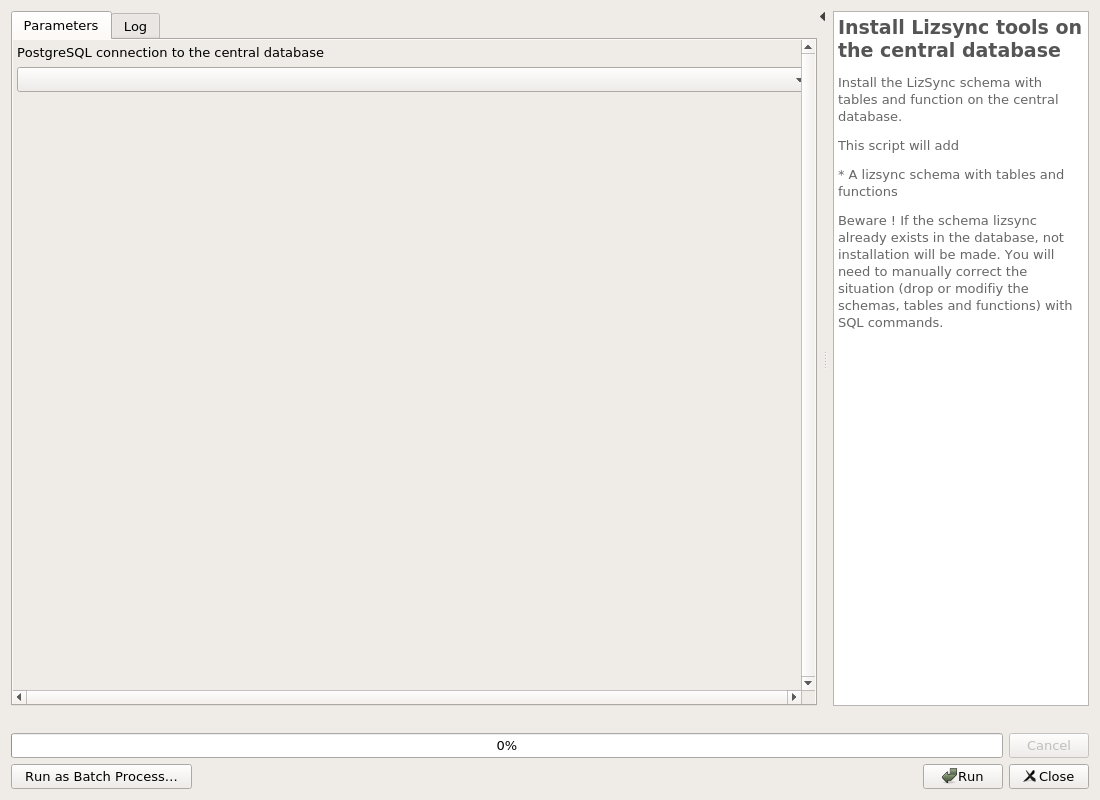 Parameters
Log
PostgreSQL connection to the central database
Install Lizsync tools on
the central database
Install the LizSync schema with
tables and function on the central
database.
This script will add
* A lizsync schema with tables and
functions
Beware ! If the schema lizsync
already exists in the database, not
installation will be made. You will
need to manually correct the
situation (drop or modifiy the
schemas, tables and functions) with
SQL commands.
0%
Cancel
Run as Batch Process...
Run
Close